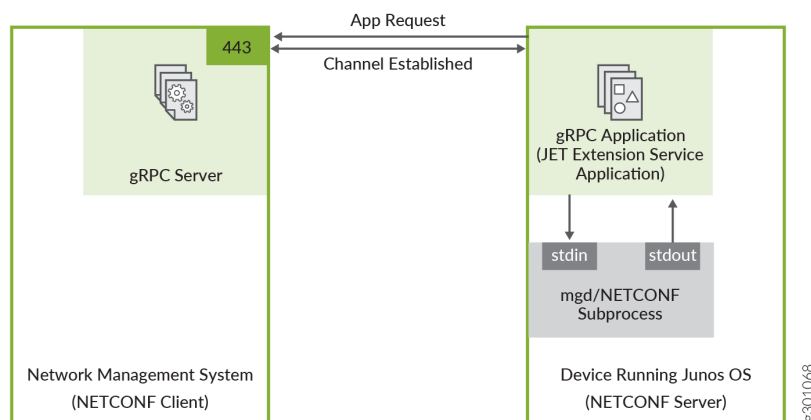 App Request
443
Channel Established
gRPC Server
gRPC Application
(JET Extension Service
Application)
stdin
stdout
mgd/NETCONF
Subprocess
Network Management System
(NETCONF Client)
Device Running Junos OS
(NETCONF Server)